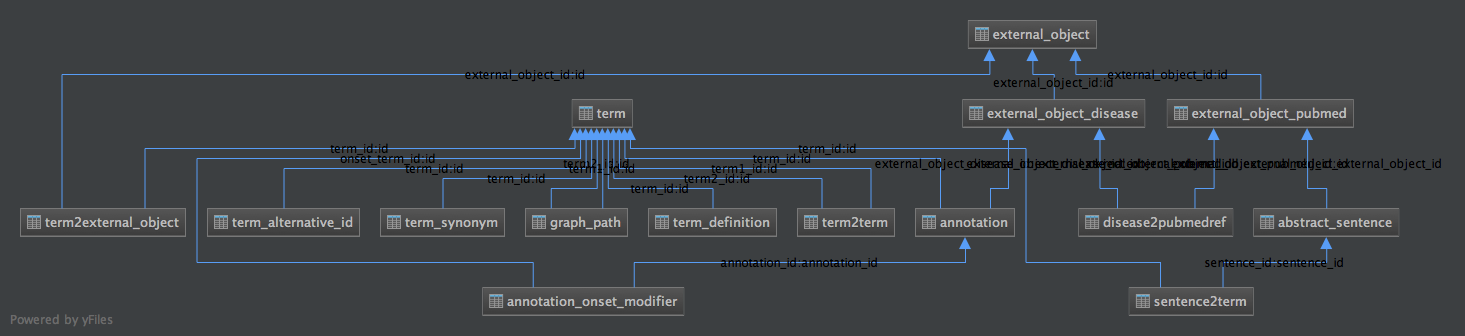 external_object
external_object_id:id
external_object_id:id
external_object_id:id
term
external_object_disease
external_object_pubmed
term_id:id
term_id:id
onset_term_id:id
term_id:id
term_id:id
term1_id:id
term2_id:id
term_id:id
term_id:id
term2external_object
term_alternative_id
term_synonym
graph_path
term_definition
term2term
annotation
disease2pubmedref
abstract_sentence
annotation_id:annotation_id
sentence_id:sentence_id
annotation_onset_modifier
sentence2term
Powered by yFiles